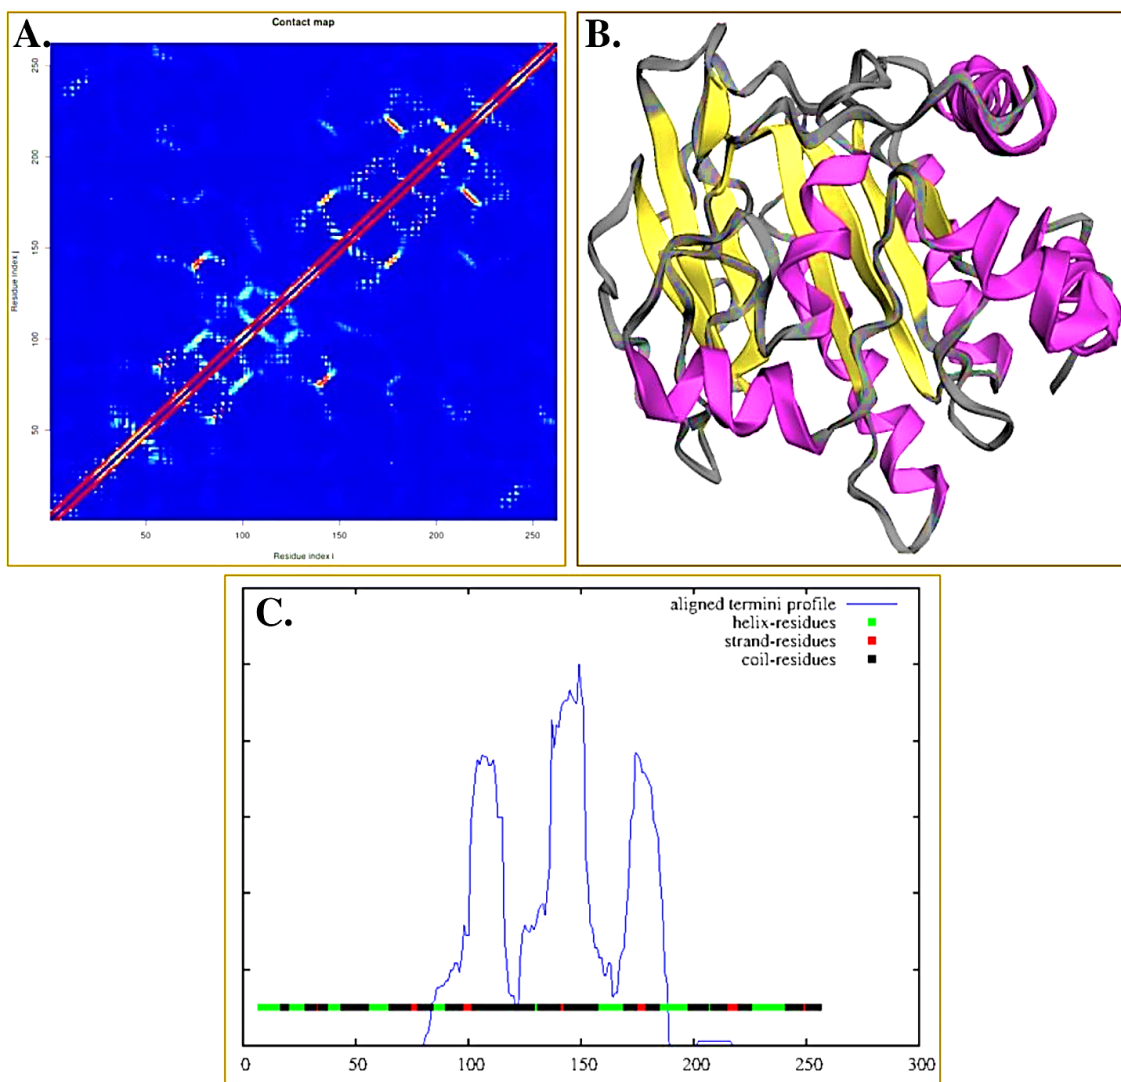 A.
Contact map
250
200
150
100
50
Residue index j
50
100
150
200
250
Residue index i
B.
C.
aligned termini profile
helix-residues
strand-residues
coil-residues
0
50
100
150
200
250
300